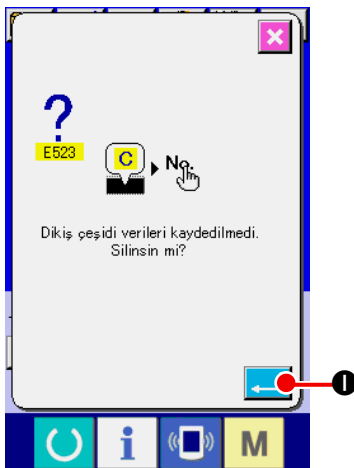 E523
C
No.
Dikiş çeşidi verileri kaydedilmedi.
Silinsin mi?
I
i
M